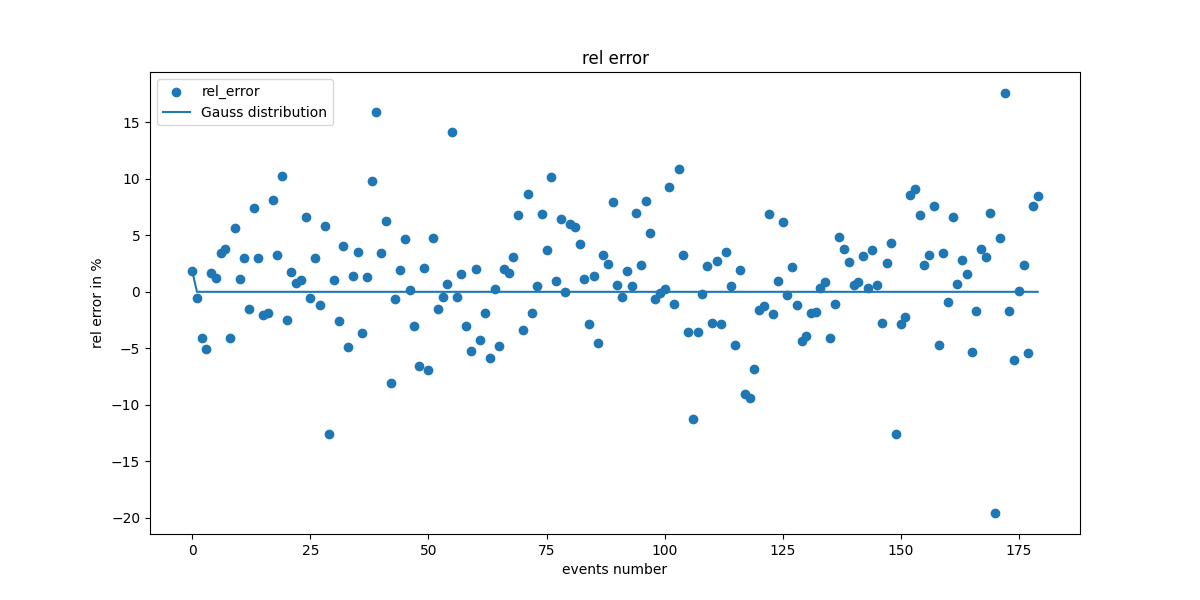 rel error
rel_error
Gauss distribution
rel error in %
15
10
5
0
−5
−10
−15
−20
0 25 50 75 100 125 150 175
events number